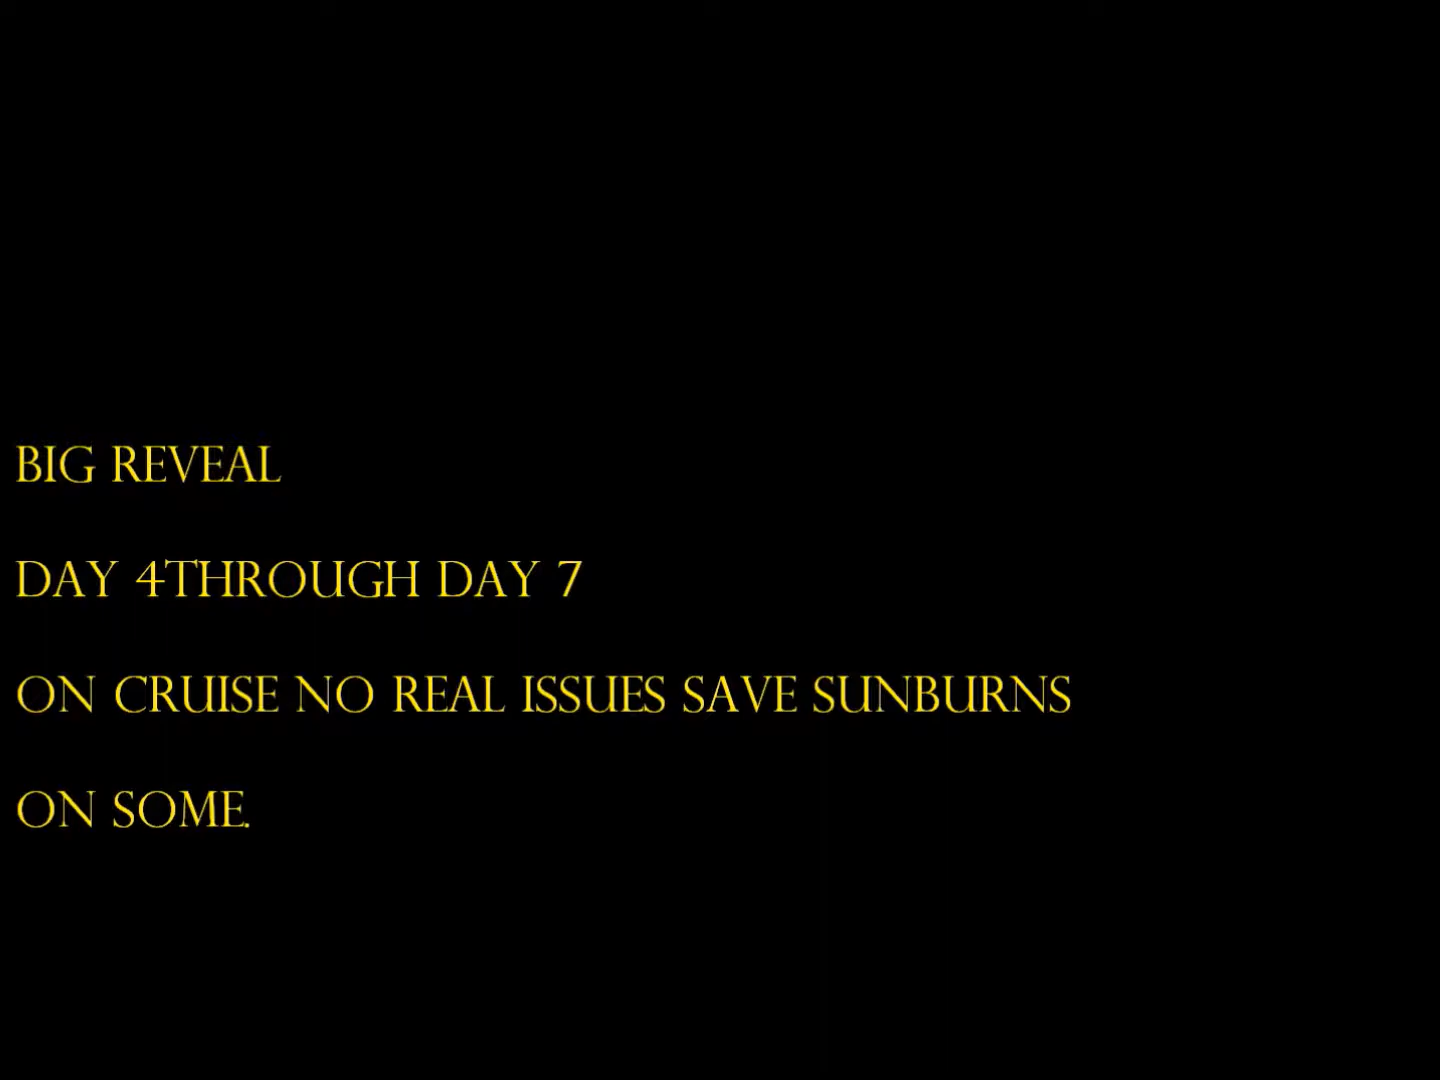 BIG REVEAL
DAY 4THROUGH DAY 7
ON CRUISE NO REAL ISSUES SAVE SUNBURNS
ON SOME.